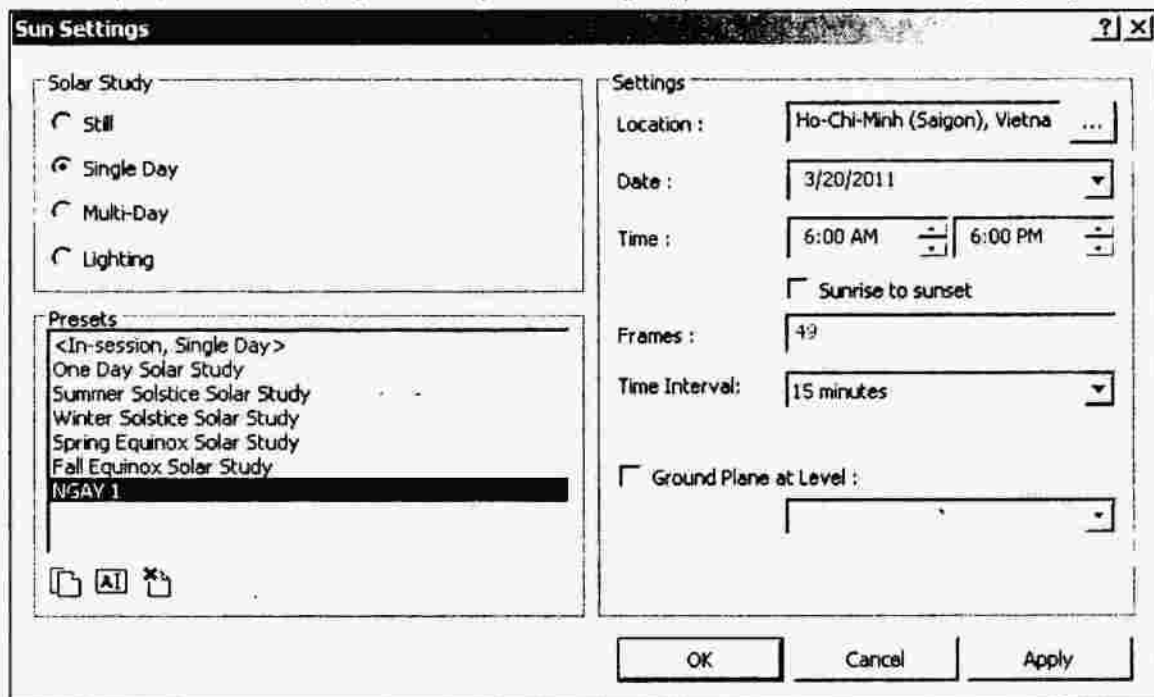 Sun Settings
Solar Study
Still
Single Day
Multi-Day
Lighting
Presets
<In-session, Single Day>
One Day Solar Study
Summer Solstice Solar Study
Winter Solstice Solar Study
Spring Equinox Solar Study
Fall Equinox Solar Study
NGAY 1
AI
Settings
Location : Ho-Chi-Minh (Saigon), Vietna ...
Date : 3/20/2011
Time : 6:00 AM 6:00 PM
Sunrise to sunset
Frames : 49
Time Interval: 15 minutes
Ground Plane at Level :
OK Cancel Apply